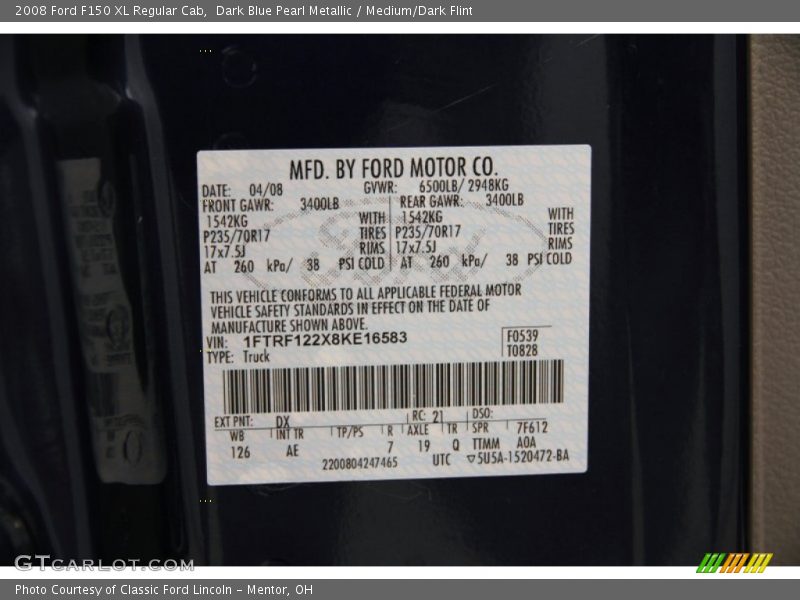 2008 Ford F150 XL Regular Cab,  Dark Blue Pearl Metallic / Medium/Dark Flint
MFD. BY FORD MOTOR CO.
DATE: 04/08 GVWR: 6500LB/ 2948KG
FRONT GAWR: 3400LB REAR GAWR: 3400LB
1542KG WITH 1542KG WITH
P235/70R17 TIRES P235/70R17 TIRES
17x7.5J RIMS 17x7.5J RIMS
AT 260 kPa/ 38 PSI COLD AT 260 kPa/ 38 PSI COLD
THIS VEHICLE CONFORMS TO ALL APPLICABLE FEDERAL MOTOR
VEHICLE SAFETY STANDARDS IN EFFECT ON THE DATE OF
MANUFACTURE SHOWN ABOVE.
VIN: 1FTRF122X8KE16583 F0539
TYPE: Truck T0828
EXT PNT: DX RC: 21 DSO:
WB INT TR TP/PS R AXLE TR SPR 7F612
126 AE 7 19 Q TTMM AOA
2200804247465 UTC ▽5U5A-1520472-BA
GTCARLOT.COM
Photo Courtesy of Classic Ford Lincoln - Mentor, OH